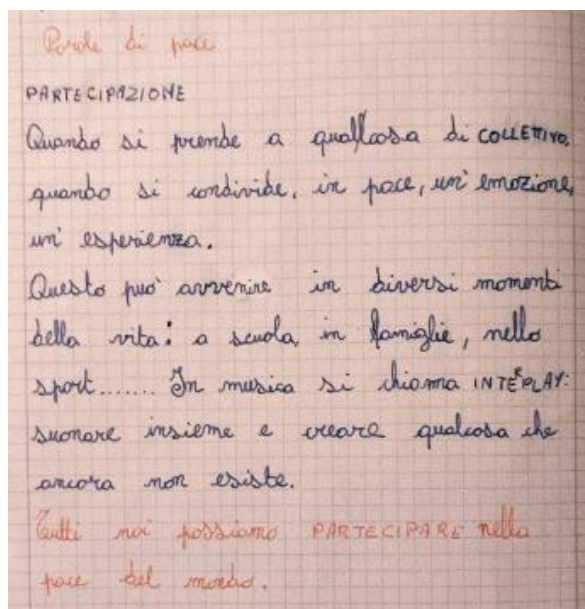 Parole di pace
PARTECIPAZIONE
Quando si prende a quallcosa di COLLETTIVO,
quando si condivide, in pace, un' emozione,
un' esperienza.
Questo può avvenire in diversi momenti
della vita: a scuola, in famiglie, nello
sport....... In musica si chiama INTERPLAY:
suonare insieme e creare qualcosa che
ancora non esiste.
Tutti noi possiamo PARTECIPARE nella
pace del mondo.